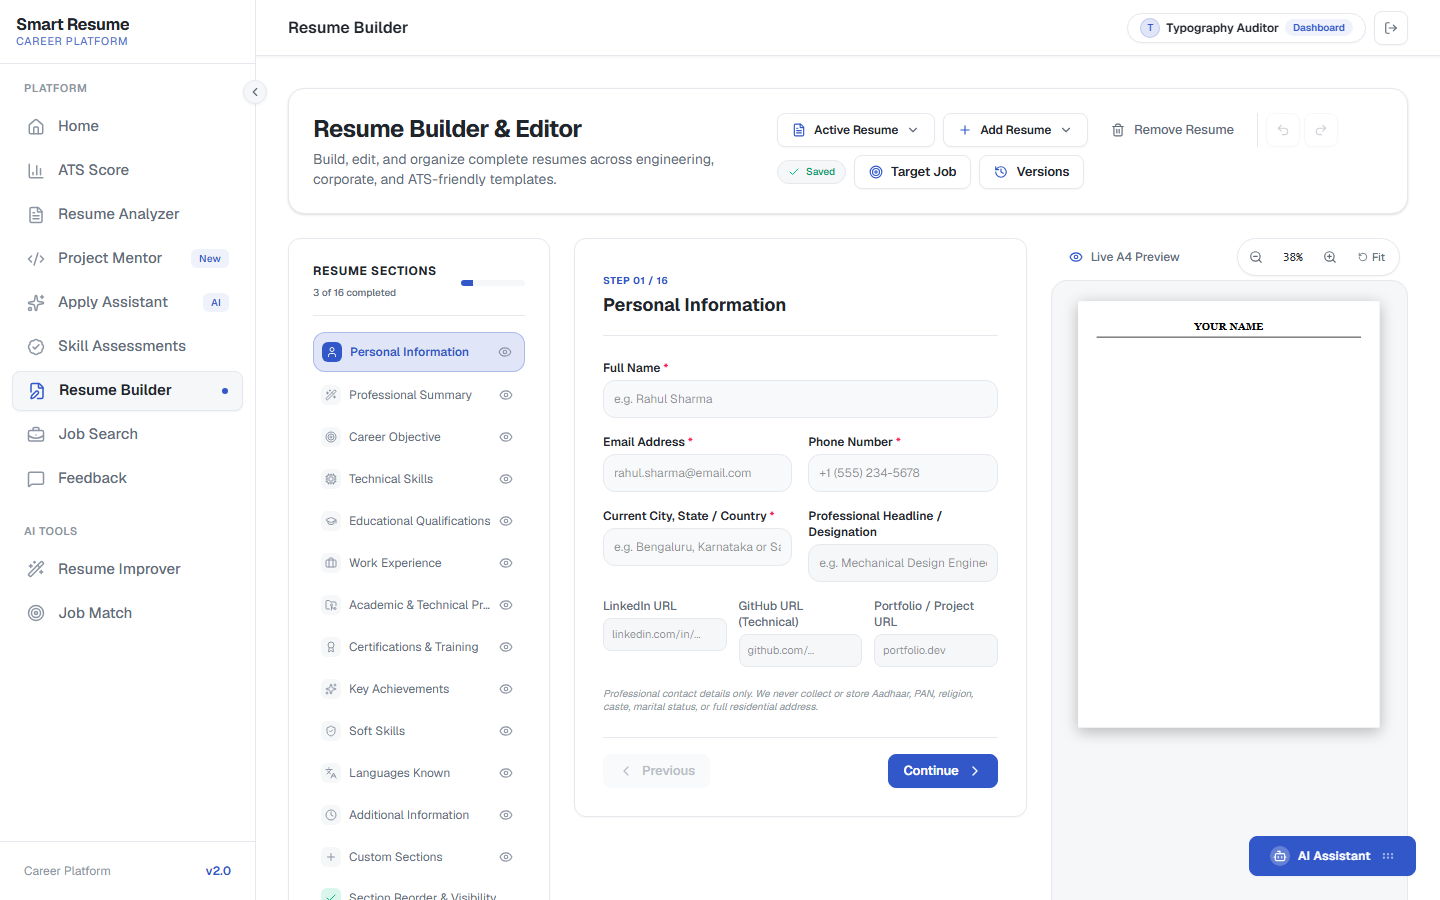 Smart Resume
CAREER PLATFORM
PLATFORM
Home
ATS Score
Resume Analyzer
Project Mentor New
Apply Assistant AI
Skill Assessments
Resume Builder
Job Search
Feedback
AI TOOLS
Resume Improver
Job Match
Career Platform v2.0
Resume Builder
T Typography Auditor Dashboard
Resume Builder & Editor
Build, edit, and organize complete resumes across engineering,
corporate, and ATS-friendly templates.
Active Resume
Add Resume
Remove Resume
Saved
Target Job
Versions
RESUME SECTIONS
3 of 16 completed
Personal Information
Professional Summary
Career Objective
Technical Skills
Educational Qualifications
Work Experience
Academic & Technical Pr...
Certifications & Training
Key Achievements
Soft Skills
Languages Known
Additional Information
Custom Sections
Section Reorder & Visibility
STEP 01 / 16
Personal Information
Full Name *
e.g. Rahul Sharma
Email Address *
rahul.sharma@email.com
Phone Number *
+1 (555) 234-5678
Current City, State / Country *
e.g. Bengaluru, Karnataka or Sa
Professional Headline /
Designation
e.g. Mechanical Design Engine
LinkedIn URL
linkedin.com/in/...
GitHub URL
(Technical)
github.com/...
Portfolio / Project
URL
portfolio.dev
Professional contact details only. We never collect or store Aadhaar, PAN, religion,
caste, marital status, or full residential address.
Previous
Continue
Live A4 Preview
38%
Fit
YOUR NAME
AI Assistant